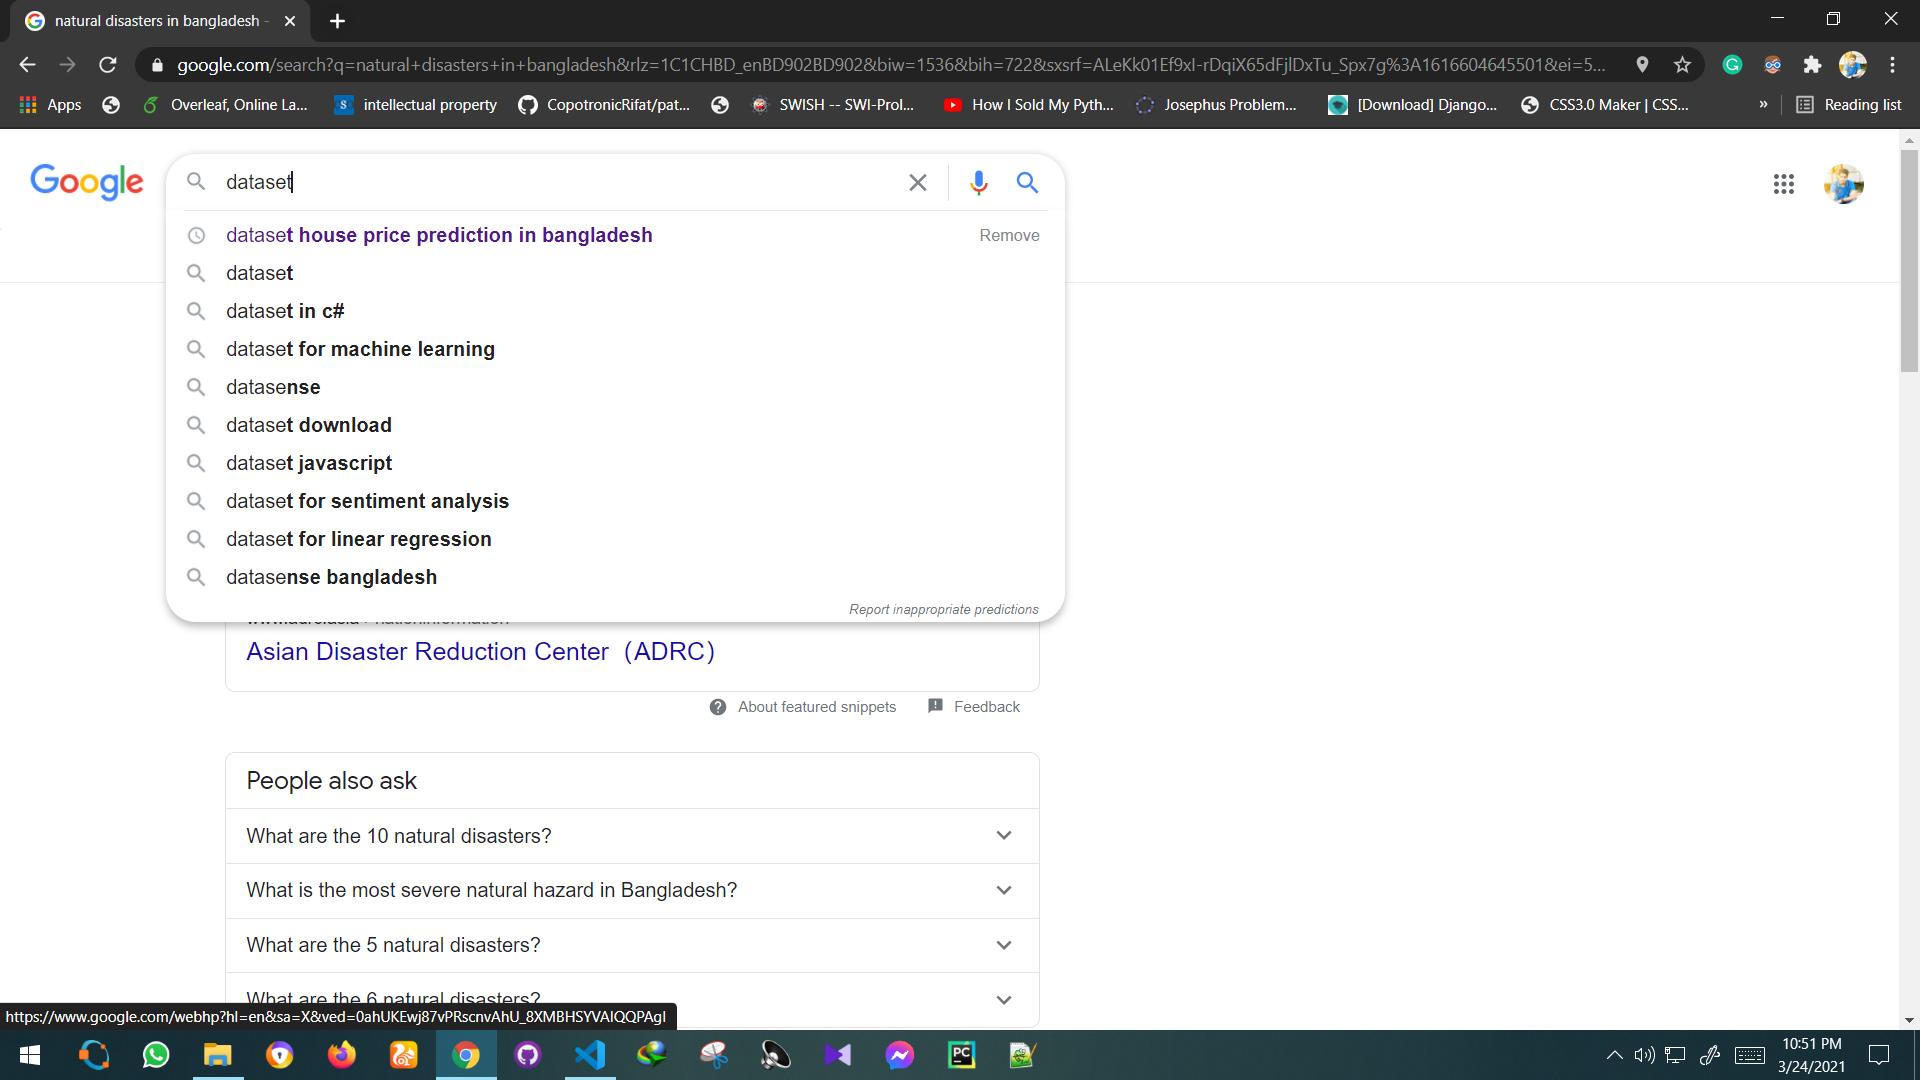 natural disasters in bangladesh -
google.com/search?q=natural+disasters+in+bangladesh&rlz=1C1CHBD_enBD902BD902&biw=1536&bih=722&sxsrf=ALeKk01Ef9xI-rDqiX65dFjlDxTu_Spx7g%3A1616604645501&ei=5...
Apps
Overleaf, Online La...
intellectual property
CopotronicRifat/pat...
SWISH -- SWI-Prol...
How I Sold My Pyth...
Josephus Problem...
[Download] Django...
CSS3.0 Maker | CSS...
»
Reading list
Google
dataset
dataset house price prediction in bangladesh
Remove
dataset
dataset in c#
dataset for machine learning
datasense
dataset download
dataset javascript
dataset for sentiment analysis
dataset for linear regression
datasense bangladesh
Report inappropriate predictions
Asian Disaster Reduction Center（ADRC）
About featured snippets
Feedback
People also ask
What are the 10 natural disasters?
What is the most severe natural hazard in Bangladesh?
What are the 5 natural disasters?
What are the 6 natural disasters?
https://www.google.com/webhp?hl=en&sa=X&ved=0ahUKEwj87vPRscnvAhU_8XMBHSYVAIQQPAgI
10:51 PM
3/24/2021